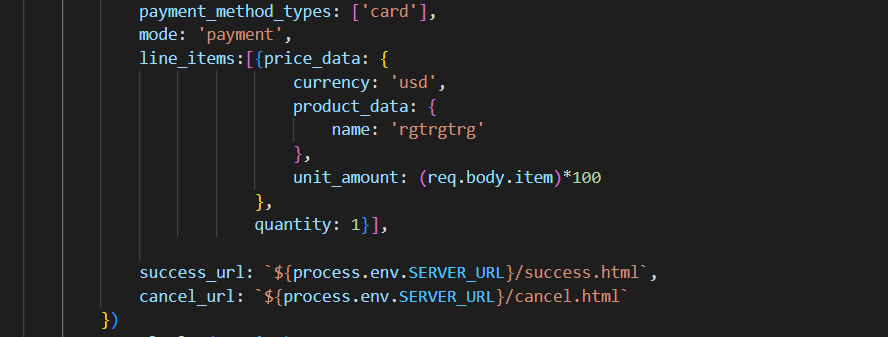 payment_method_types: ['card'],
mode: 'payment',
line_items:[{price_data: {
currency: 'usd',
product_data: {
name: 'rgtrgtrg'
},
unit_amount: (req.body.item)*100
},
quantity: 1}],
success_url: `${process.env.SERVER_URL}/success.html`,
cancel_url: `${process.env.SERVER_URL}/cancel.html`
})